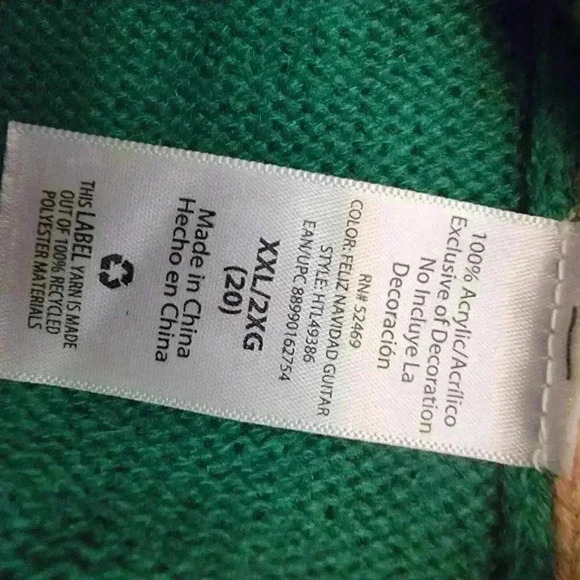 100% Acrylic/Acrílico
Exclusive of Decoration
No Incluye La
Decoración
RN# 52469
COLOR: FELIZ NAVIDAD GUITAR
STYLE: HTL49386
EAN/UPC 88990162754
XXL/2XG
(20)
Made in China
Hecho en China
THIS LABEL YARN IS MADE
OUT OF 100% RECYCLED
POLYESTER MATERIALS